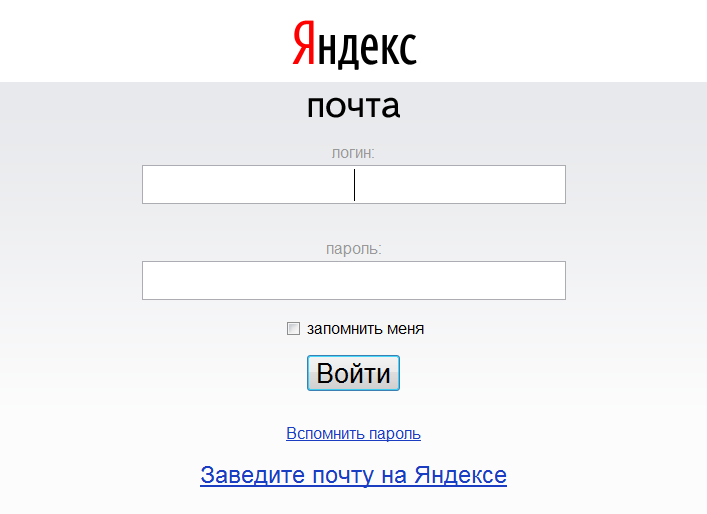 Яндекс
почта
логин:
пароль:
запомнить меня
Войти
Вспомнить пароль
Заведите почту на Яндексе